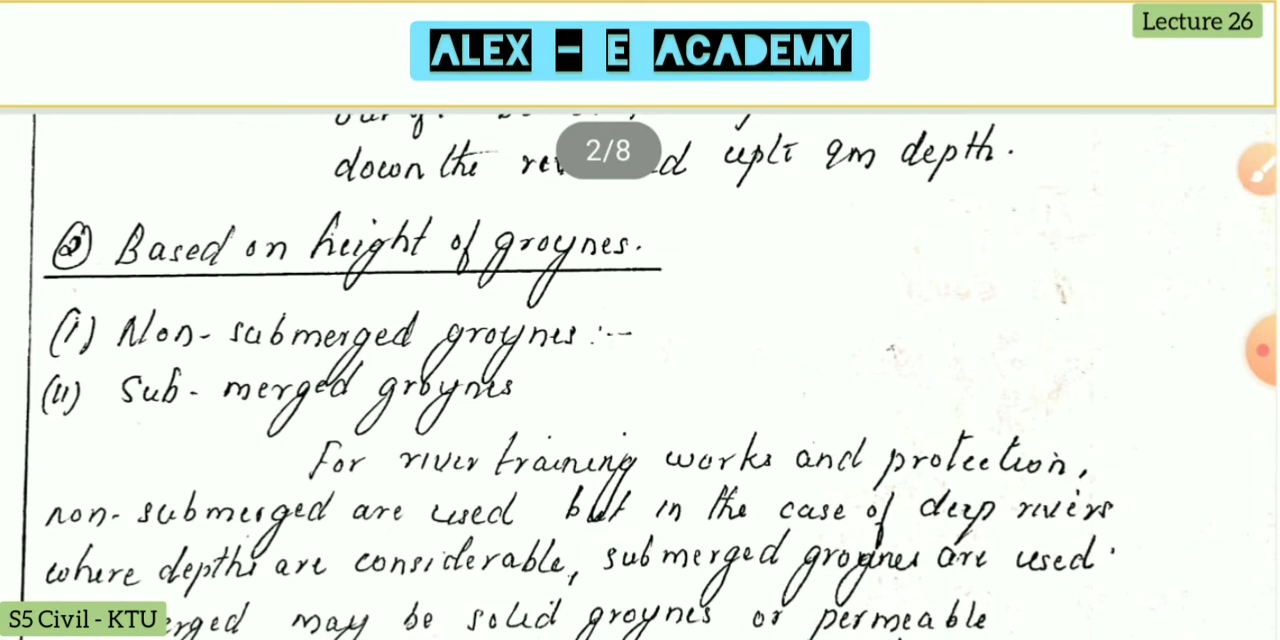 Lecture 26
ALEX - E ACADEMY
2/8
down the upto 9m depth.
② Based on height of groynes.
(i) Non-submerged groynes :-
(ii) Sub-merged groynes
For river training works and protection,
non-submerged are used but in the case of deep rivers
where depths are considerable, submerged groynes are used.
S5 Civil - KTU
may be solid groynes or permeable